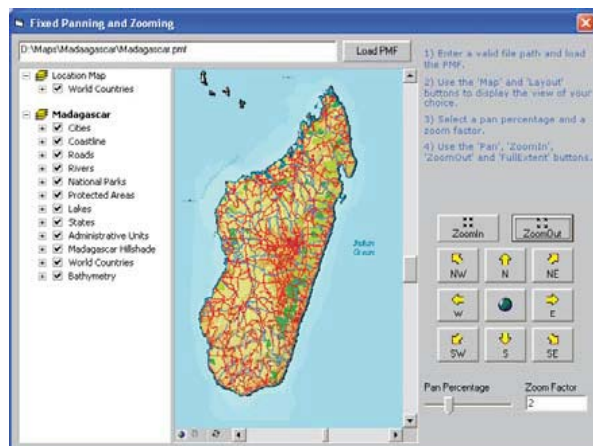 Fixed Panning and Zooming
D:\Maps\Madaagascar\Madagascar.pmf
Load PMF
Location Map
World Countries
Madagascar
Cities
Coastline
Roads
Rivers
National Parks
Protected Areas
Lakes
States
Administrative Units
Madagascar Hillshade
World Countries
Bathymetry
Indian
Ocean
1) Enter a valid file path and load
the PMF.
2) Use the 'Map' and 'Layout'
buttons to display the view of your
choice.
3) Select a pan percentage and a
zoom factor.
4) Use the 'Pan', 'ZoomIn',
'ZoomOut' and 'FullExtent' buttons.
ZoomIn
ZoomOut
NW
N
NE
W
E
SW
S
SE
Pan Percentage
Zoom Factor
2